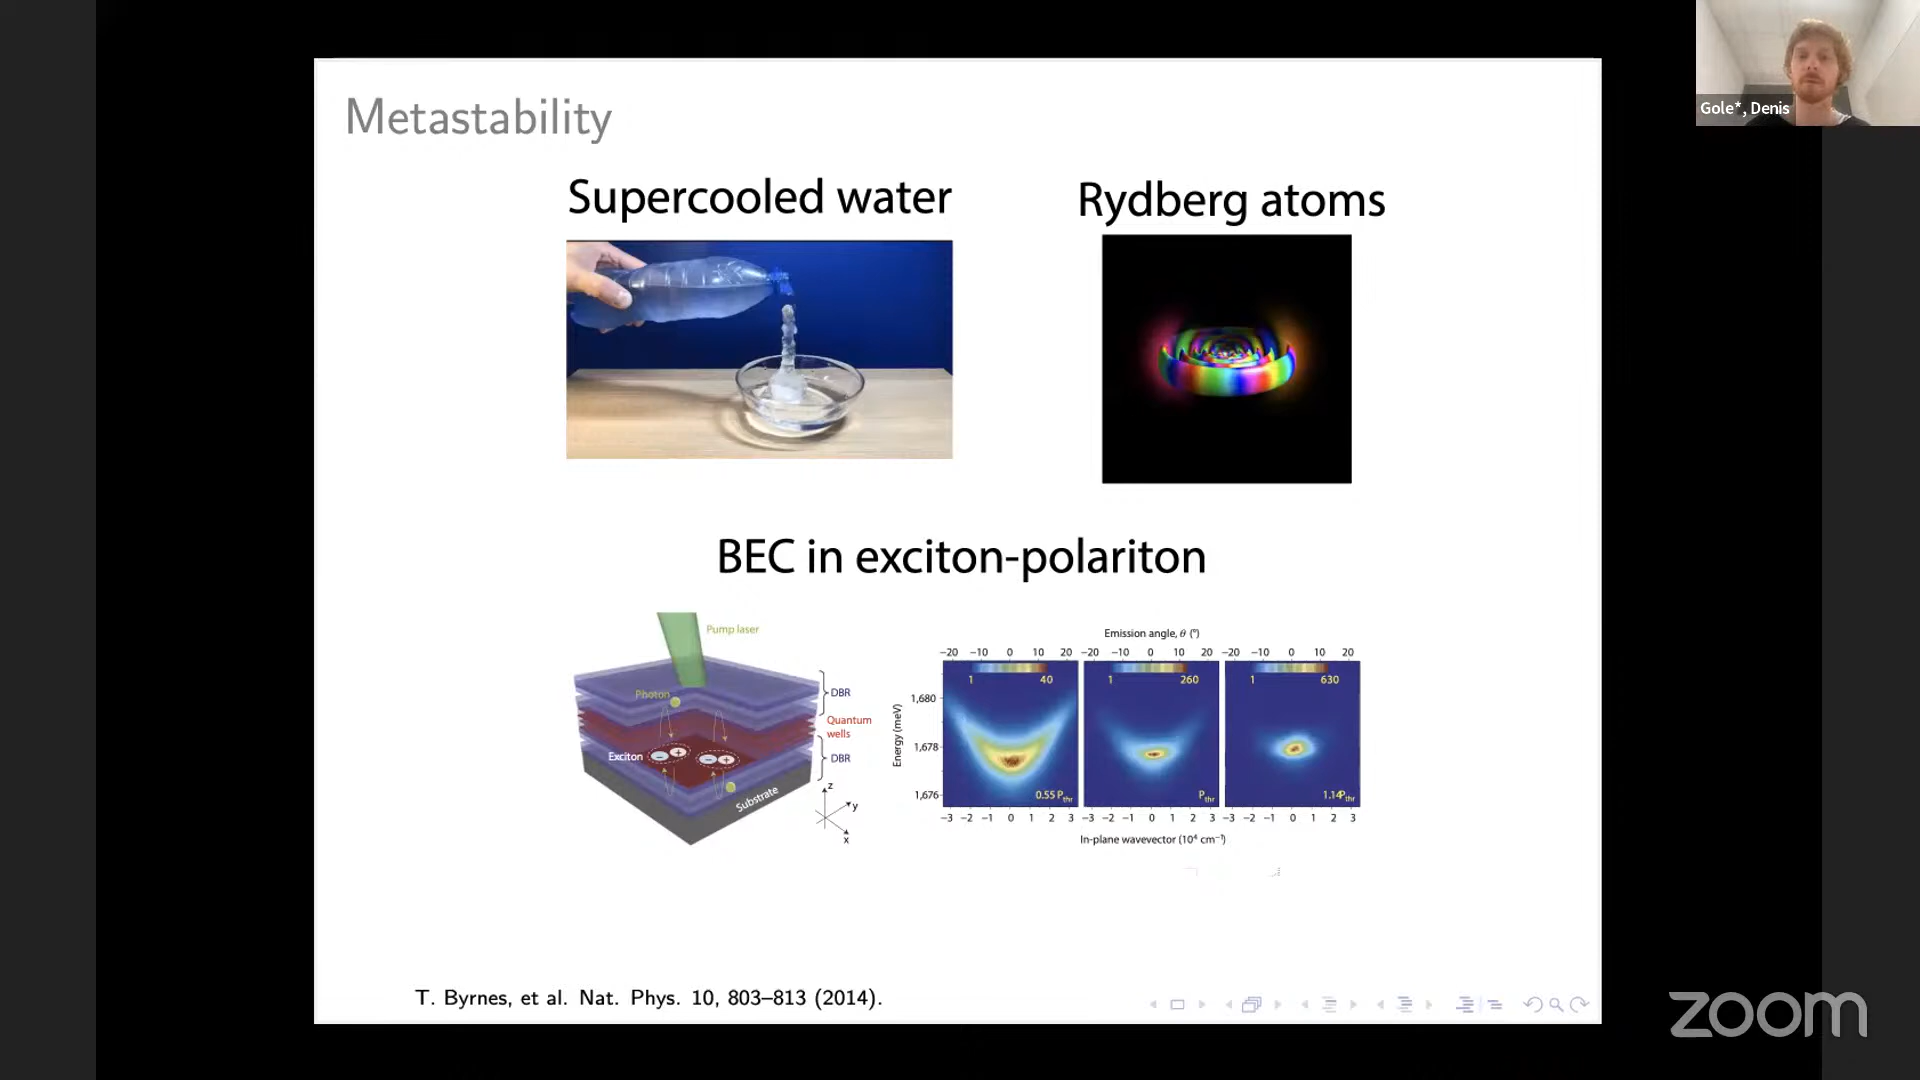 Gole*, Denis
Metastability
Supercooled water
Rydberg atoms
BEC in exciton-polariton
Pump laser
Photon
DBR
Quantum
wells
Exciton
DBR
Substrate
z
y
x
Emission angle, θ (°)
−20 −10 0 10 20 −20 −10 0 10 20 −20 −10 0 10 20
1 40 1 260 1 630
1,680
1,678
1,676
Energy (meV)
0.55 Pthr Pthr 1.14Pthr
−3 −2 −1 0 1 2 3 −3 −2 −1 0 1 2 3 −3 −2 −1 0 1 2 3
In-plane wavevector (10⁴ cm⁻¹)
T. Byrnes, et al. Nat. Phys. 10, 803–813 (2014).
zoom